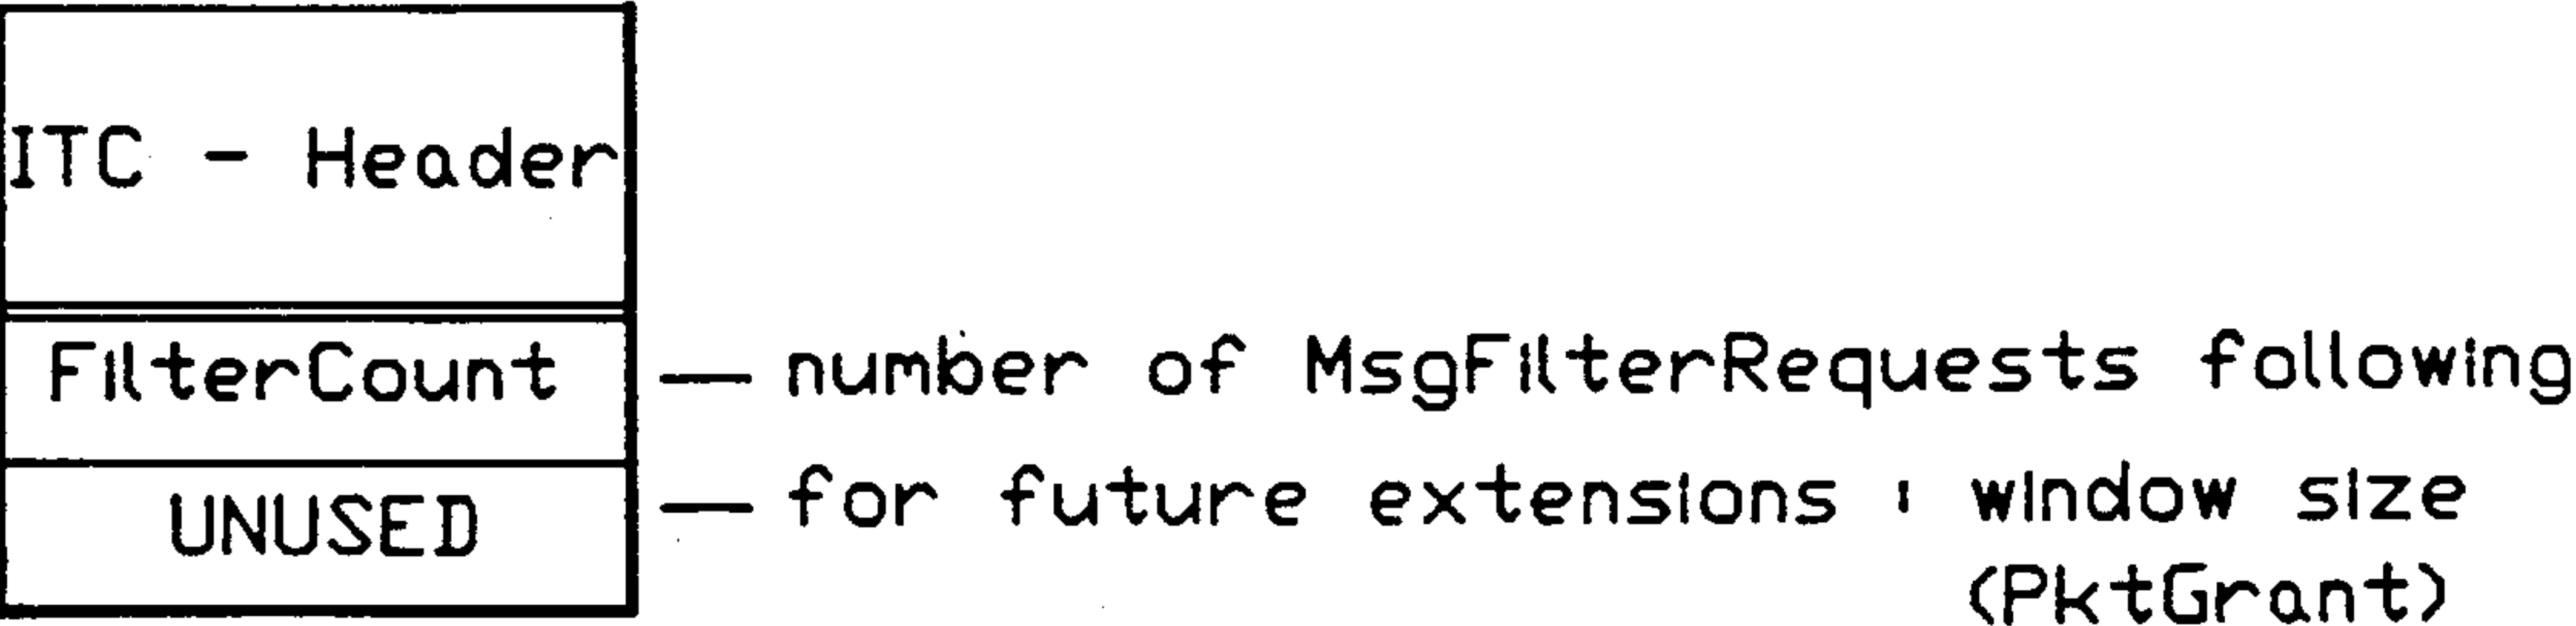 ITC - Header
FilterCount — number of MsgFilterRequests following
UNUSED — for future extensions : window size
(PktGrant)